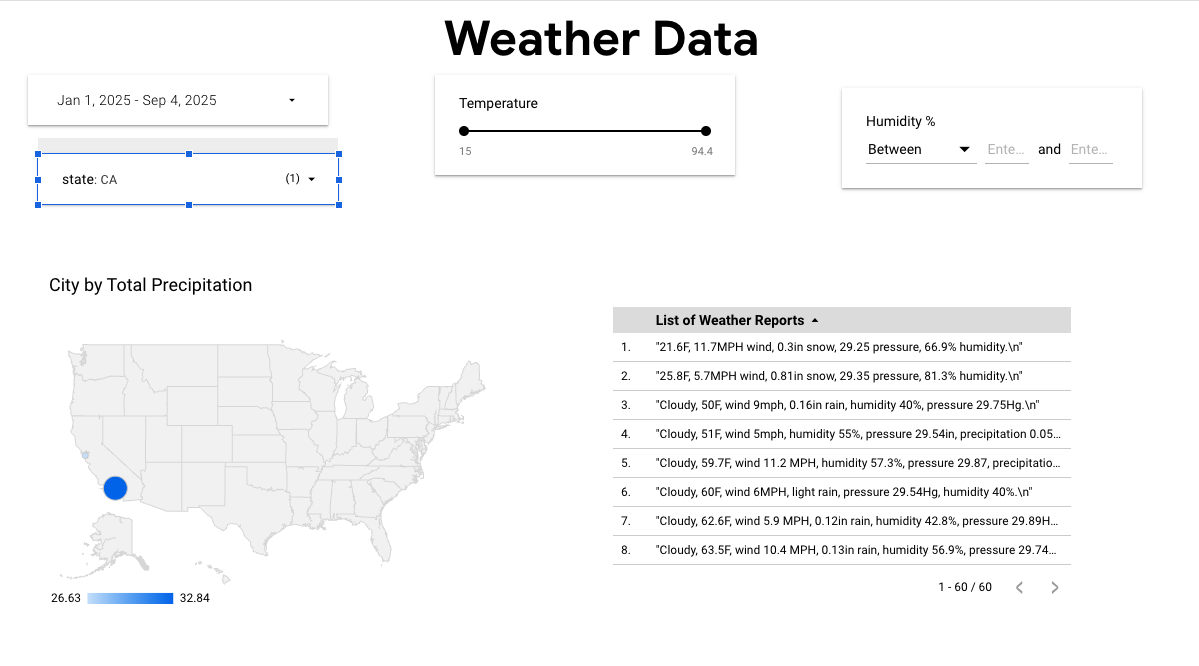 Weather Data
Jan 1, 2025 - Sep 4, 2025
state: CA (1)
Temperature
15 94.4
Humidity %
Between Ente... and Ente...
City by Total Precipitation
26.63 32.84
List of Weather Reports
1. "21.6F, 11.7MPH wind, 0.3in snow, 29.25 pressure, 66.9% humidity.\n"
2. "25.8F, 5.7MPH wind, 0.81in snow, 29.35 pressure, 81.3% humidity.\n"
3. "Cloudy, 50F, wind 9mph, 0.16in rain, humidity 40%, pressure 29.75Hg.\n"
4. "Cloudy, 51F, wind 5mph, humidity 55%, pressure 29.54in, precipitation 0.05...
5. "Cloudy, 59.7F, wind 11.2 MPH, humidity 57.3%, pressure 29.87, precipitatio...
6. "Cloudy, 60F, wind 6MPH, light rain, pressure 29.54Hg, humidity 40%.\n"
7. "Cloudy, 62.6F, wind 5.9 MPH, 0.12in rain, humidity 42.8%, pressure 29.89H...
8. "Cloudy, 63.5F, wind 10.4 MPH, 0.13in rain, humidity 56.9%, pressure 29.74...
1 - 60 / 60